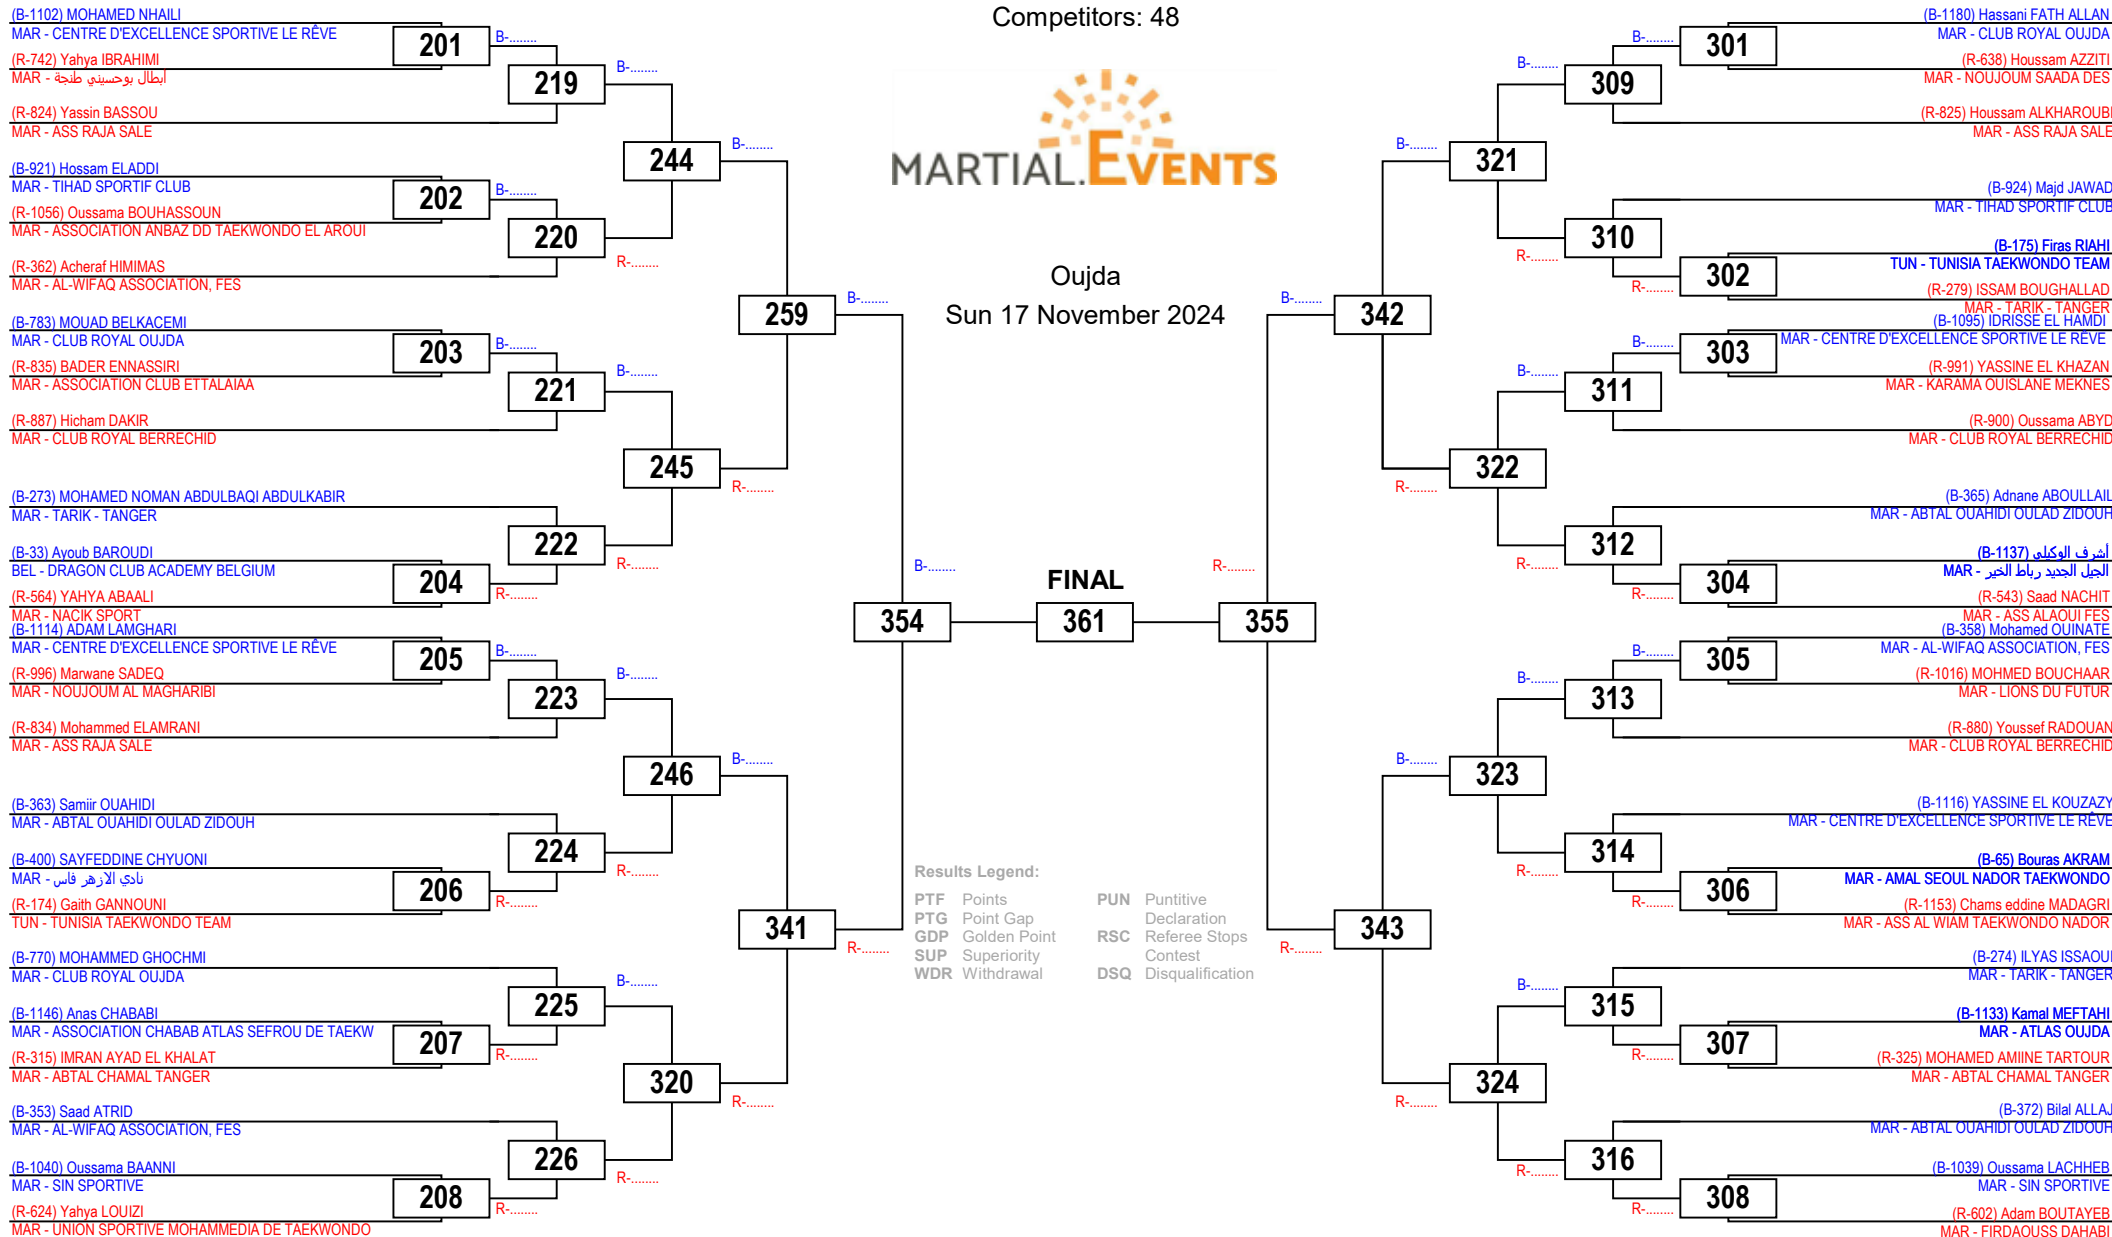 Competitors: 48
MARTIAL.EVENTS
Oujda
Sun 17 November 2024
(B-1102) MOHAMED NHAILI
MAR - CENTRE D'EXCELLENCE SPORTIVE LE RÊVE
201
B-........
(R-742) Yahya IBRAHIMI
MAR - أبطال بوحسيني طنجة
219
B-........
(R-824) Yassin BASSOU
MAR - ASS RAJA SALE
244
B-........
(B-921) Hossam ELADDI
MAR - TIHAD SPORTIF CLUB
202
B-........
(R-1056) Oussama BOUHASSOUN
MAR - ASSOCIATION ANBAZ DD TAEKWONDO EL AROUI
220
R-........
(R-362) Acheraf HIMIMAS
MAR - AL-WIFAQ ASSOCIATION, FES
259
B-........
(B-783) MOUAD BELKACEMI
MAR - CLUB ROYAL OUJDA
203
B-........
(R-835) BADER ENNASSIRI
MAR - ASSOCIATION CLUB ETTALAIAA
221
B-........
(R-887) Hicham DAKIR
MAR - CLUB ROYAL BERRECHID
245
R-........
(B-273) MOHAMED NOMAN ABDULBAQI ABDULKABIR
MAR - TARIK - TANGER
222
R-........
(B-33) Ayoub BAROUDI
BEL - DRAGON CLUB ACADEMY BELGIUM
204
R-........
(R-564) YAHYA ABAALI
MAR - NACIK SPORT
354
B-........
(B-1114) ADAM LAMGHARI
MAR - CENTRE D'EXCELLENCE SPORTIVE LE RÊVE
205
B-........
(R-996) Marwane SADEQ
MAR - NOUJOUM AL MAGHARIBI
223
B-........
(R-834) Mohammed ELAMRANI
MAR - ASS RAJA SALE
246
B-........
(B-363) Samiir OUAHIDI
MAR - ABTAL OUAHIDI OULAD ZIDOUH
224
R-........
(B-400) SAYFEDDINE CHYUONI
MAR - نادي الازهر فاس
206
R-........
(R-174) Gaith GANNOUNI
TUN - TUNISIA TAEKWONDO TEAM
341
R-........
(B-770) MOHAMMED GHOCHMI
MAR - CLUB ROYAL OUJDA
225
B-........
(B-1146) Anas CHABABI
MAR - ASSOCIATION CHABAB ATLAS SEFROU DE TAEKW
207
R-........
(R-315) IMRAN AYAD EL KHALAT
MAR - ABTAL CHAMAL TANGER
320
R-........
(B-353) Saad ATRID
MAR - AL-WIFAQ ASSOCIATION, FES
226
R-........
(B-1040) Oussama BAANNI
MAR - SIN SPORTIVE
208
R-........
(R-624) Yahya LOUIZI
MAR - UNION SPORTIVE MOHAMMEDIA DE TAEKWONDO
FINAL
361
Results Legend:
PTF Points
PTG Point Gap
GDP Golden Point
SUP Superiority
WDR Withdrawal
PUN Puntitive
Declaration
RSC Referee Stops
Contest
DSQ Disqualification
(B-1180) Hassani FATH ALLAN
MAR - CLUB ROYAL OUJDA
301
B-........
(R-638) Houssam AZZITI
MAR - NOUJOUM SAADA DES
309
B-........
(R-825) Houssam ALKHAROUBI
MAR - ASS RAJA SALE
321
B-........
(B-924) Majd JAWAD
MAR - TIHAD SPORTIF CLUB
310
R-........
(B-175) Firas RIAHI
TUN - TUNISIA TAEKWONDO TEAM
302
R-........
(R-279) ISSAM BOUGHALLAD
MAR - TARIK - TANGER
342
B-........
(B-1095) IDRISSE EL HAMDI
MAR - CENTRE D'EXCELLENCE SPORTIVE LE RÊVE
303
B-........
(R-991) YASSINE EL KHAZAN
MAR - KARAMA OUISLANE MEKNES
311
B-........
(R-900) Oussama ABYD
MAR - CLUB ROYAL BERRECHID
322
R-........
(B-365) Adnane ABOULLAIL
MAR - ABTAL OUAHIDI OULAD ZIDOUH
312
R-........
(B-1137) أشرف الوكيلي
MAR - الجيل الجديد رباط الخير
304
R-........
(R-543) Saad NACHIT
MAR - ASS ALAOUI FES
355
R-........
(B-358) Mohamed OUINATE
MAR - AL-WIFAQ ASSOCIATION, FES
305
B-........
(R-1016) MOHMED BOUCHAAR
MAR - LIONS DU FUTUR
313
B-........
(R-880) Youssef RADOUAN
MAR - CLUB ROYAL BERRECHID
323
B-........
(B-1116) YASSINE EL KOUZAZY
MAR - CENTRE D'EXCELLENCE SPORTIVE LE RÊVE
314
R-........
(B-65) Bouras AKRAM
MAR - AMAL SEOUL NADOR TAEKWONDO
306
R-........
(R-1153) Chams eddine MADAGRI
MAR - ASS AL WIAM TAEKWONDO NADOR
343
R-........
(B-274) ILYAS ISSAOUI
MAR - TARIK - TANGER
315
B-........
(B-1133) Kamal MEFTAHI
MAR - ATLAS OUJDA
307
R-........
(R-325) MOHAMED AMIINE TARTOUR
MAR - ABTAL CHAMAL TANGER
324
R-........
(B-372) Bilal ALLAJ
MAR - ABTAL OUAHIDI OULAD ZIDOUH
316
R-........
(B-1039) Oussama LACHHEB
MAR - SIN SPORTIVE
308
R-........
(R-602) Adam BOUTAYEB
MAR - FIRDAOUSS DAHABI